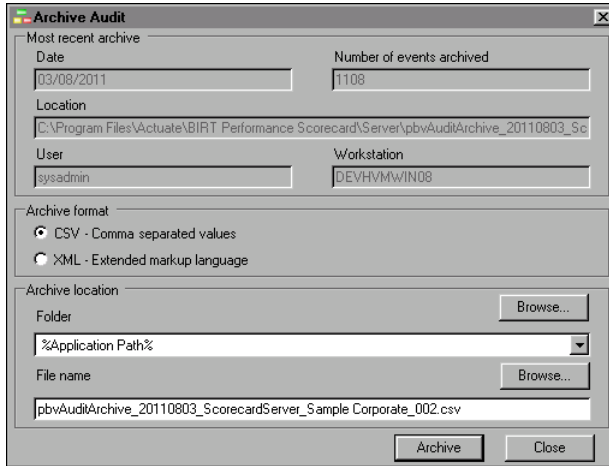 Archive Audit
Most recent archive
Date
Number of events archived
03/08/2011
1108
Location
C:\Program Files\Actuate\BIRT Performance Scorecard\Server\pbvAuditArchive_20110803_Sc
User
Workstation
sysadmin
DEVHVMWIN08
Archive format
CSV - Comma separated values
XML - Extended markup language
Archive location
Browse...
Folder
%Application Path%
File name
Browse...
pbvAuditArchive_20110803_ScorecardServer_Sample Corporate_002.csv
Archive
Close